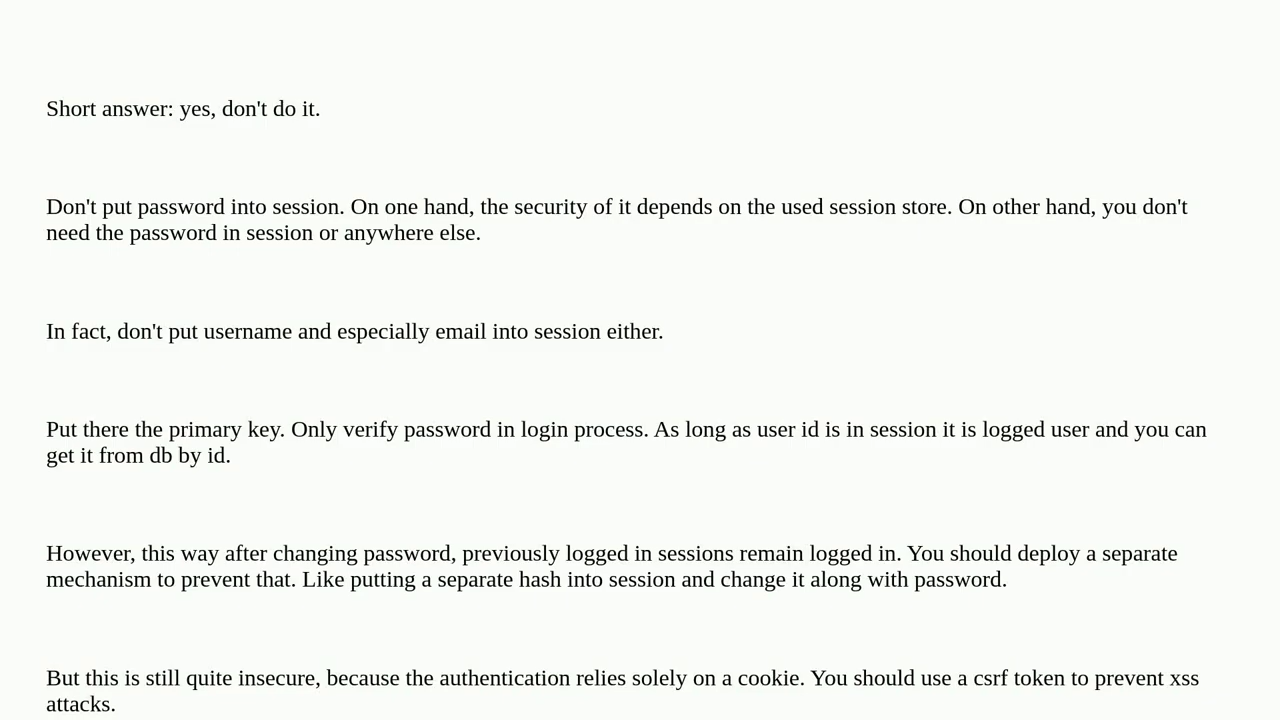 Short answer: yes, don't do it.
Don't put password into session. On one hand, the security of it depends on the used session store. On other hand, you don't
need the password in session or anywhere else.
In fact, don't put username and especially email into session either.
Put there the primary key. Only verify password in login process. As long as user id is in session it is logged user and you can
get it from db by id.
However, this way after changing password, previously logged in sessions remain logged in. You should deploy a separate
mechanism to prevent that. Like putting a separate hash into session and change it along with password.
But this is still quite insecure, because the authentication relies solely on a cookie. You should use a csrf token to prevent xss
attacks.